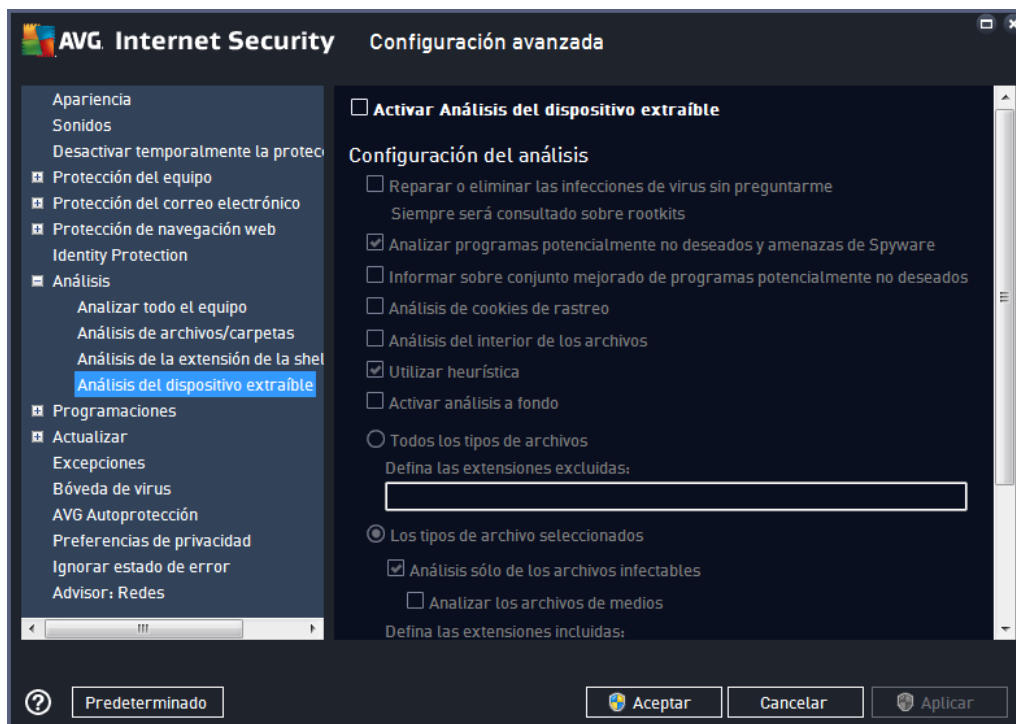 AVG. Internet Security Configuración avanzada
Apariencia
Sonidos
Desactivar temporalmente la protec
Protección del equipo
Protección del correo electrónico
Protección de navegación web
Identity Protection
Análisis
Analizar todo el equipo
Análisis de archivos/carpetas
Análisis de la extensión de la shel
Análisis del dispositivo extraíble
Programaciones
Actualizar
Excepciones
Bóveda de virus
AVG Autoprotección
Preferencias de privacidad
Ignorar estado de error
Advisor: Redes
Activar Análisis del dispositivo extraíble
Configuración del análisis
Reparar o eliminar las infecciones de virus sin preguntarme
Siempre será consultado sobre rootkits
Analizar programas potencialmente no deseados y amenazas de Spyware
Informar sobre conjunto mejorado de programas potencialmente no deseados
Análisis de cookies de rastreo
Análisis del interior de los archivos
Utilizar heurística
Activar análisis a fondo
Todos los tipos de archivos
Defina las extensiones excluidas:
Los tipos de archivo seleccionados
Análisis sólo de los archivos infectables
Analizar los archivos de medios
Defina las extensiones incluidas:
? Predeterminado Aceptar Cancelar Aplicar